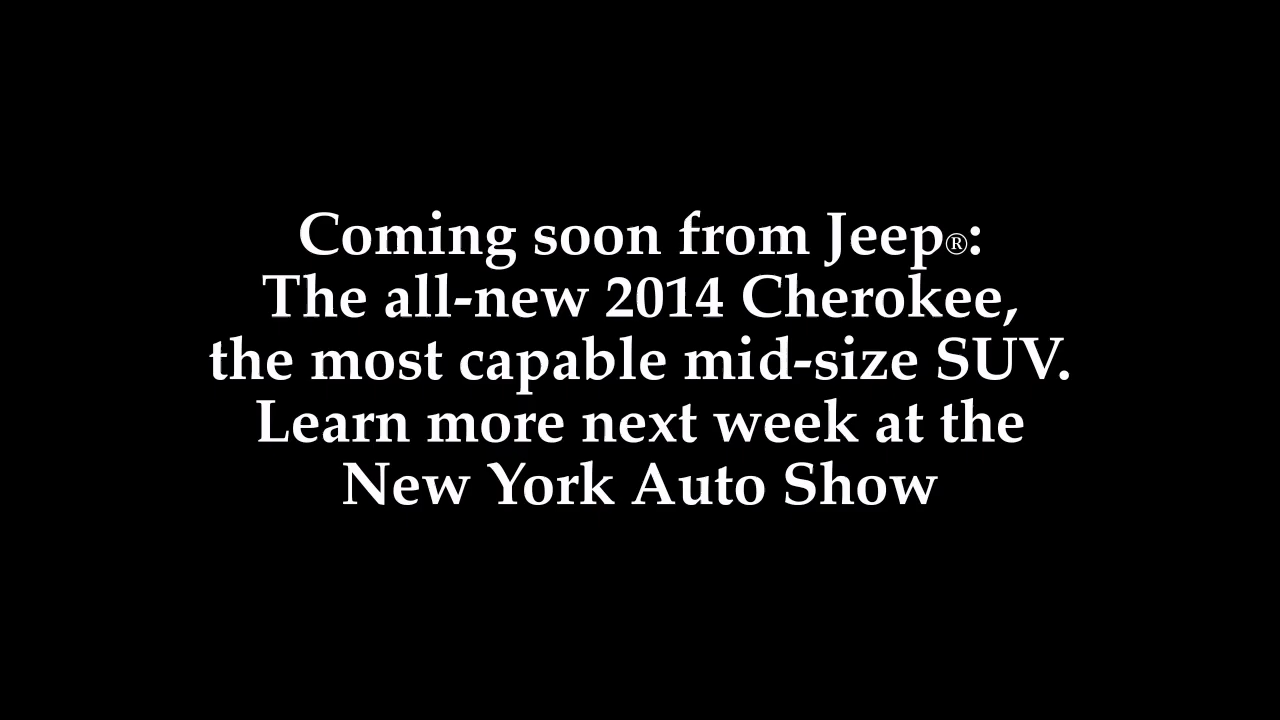 Coming soon from Jeep®:
The all-new 2014 Cherokee,
the most capable mid-size SUV.
Learn more next week at the
New York Auto Show